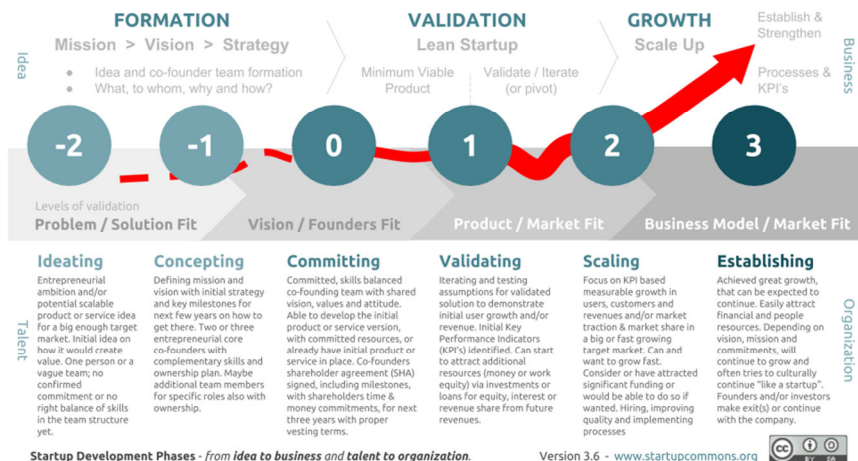 FORMATION
VALIDATION
GROWTH
Establish &
Strengthen
Mission > Vision > Strategy
Lean Startup
Scale Up
Idea
Business
● Idea and co-founder team formation
● What, to whom, why and how?
Minimum Viable
Product
Validate / Iterate
(or pivot)
Processes &
KPI's
-2
-1
0
1
2
3
Levels of validation
Problem / Solution Fit
Vision / Founders Fit
Product / Market Fit
Business Model / Market Fit
Talent
Organization
Ideating
Entrepreneurial
ambition and/or
potential scalable
product or service idea
for a big enough target
market. Initial idea on
how it would create
value. One person or a
vague team; no
confirmed
commitment or no
right balance of skills
in the team structure
yet.
Concepting
Defining mission and
vision with initial strategy
and key milestones for
next few years on how to
get there. Two or three
entrepreneurial core
co-founders with
complementary skills and
ownership plan. Maybe
additional team members
for specific roles also with
ownership.
Committing
Committed, skills balanced
co-founding team with shared
vision, values and attitude.
Able to develop the initial
product or service version,
with committed resources, or
already have initial product or
service in place. Co-founders
shareholder agreement (SHA)
signed, including milestones,
with shareholders time &
money commitments, for next
three years with proper
vesting terms.
Validating
Iterating and testing
assumptions for validated
solution to demonstrate
initial user growth and/or
revenue. Initial Key
Performance Indicators
(KPI's) identified. Can start
to attract additional
resources (money or work
equity) via investments or
loans for equity, interest or
revenue share from future
revenues.
Scaling
Focus on KPI based
measurable growth in
users, customers and
revenues and/or market
traction & market share in
a big or fast growing
target market. Can and
want to grow fast.
Consider or have attracted
significant funding or
would be able to do so if
wanted. Hiring, improving
quality and implementing
processes
Establishing
Achieved great growth,
that can be expected to
continue. Easily attract
financial and people
resources. Depending on
vision, mission and
commitments, will
continue to grow and
often tries to culturally
continue "like a startup".
Founders and/or investors
make exit(s) or continue
with the company.
Startup Development Phases - from idea to business and talent to organization.
Version 3.6 - www.startupcommons.org
cc
BY SA